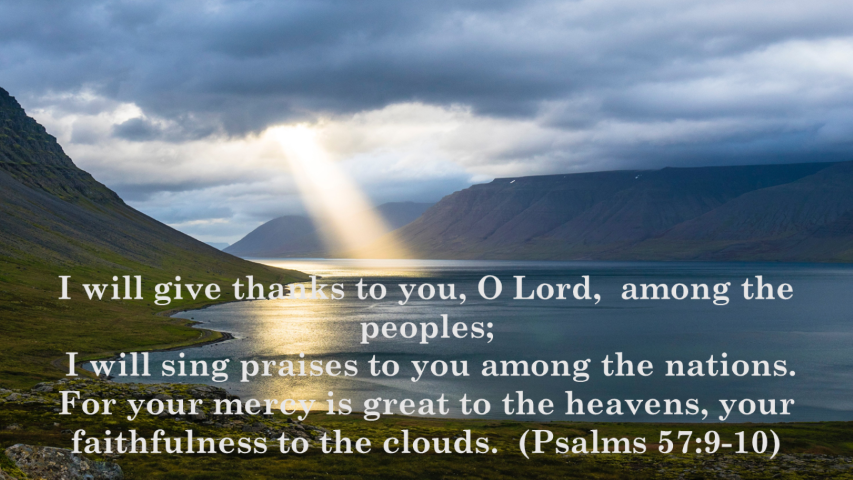 I will give thanks to you, O Lord,  among the
peoples;
I will sing praises to you among the nations.
For your mercy is great to the heavens, your
faithfulness to the clouds.  (Psalms 57:9-10)